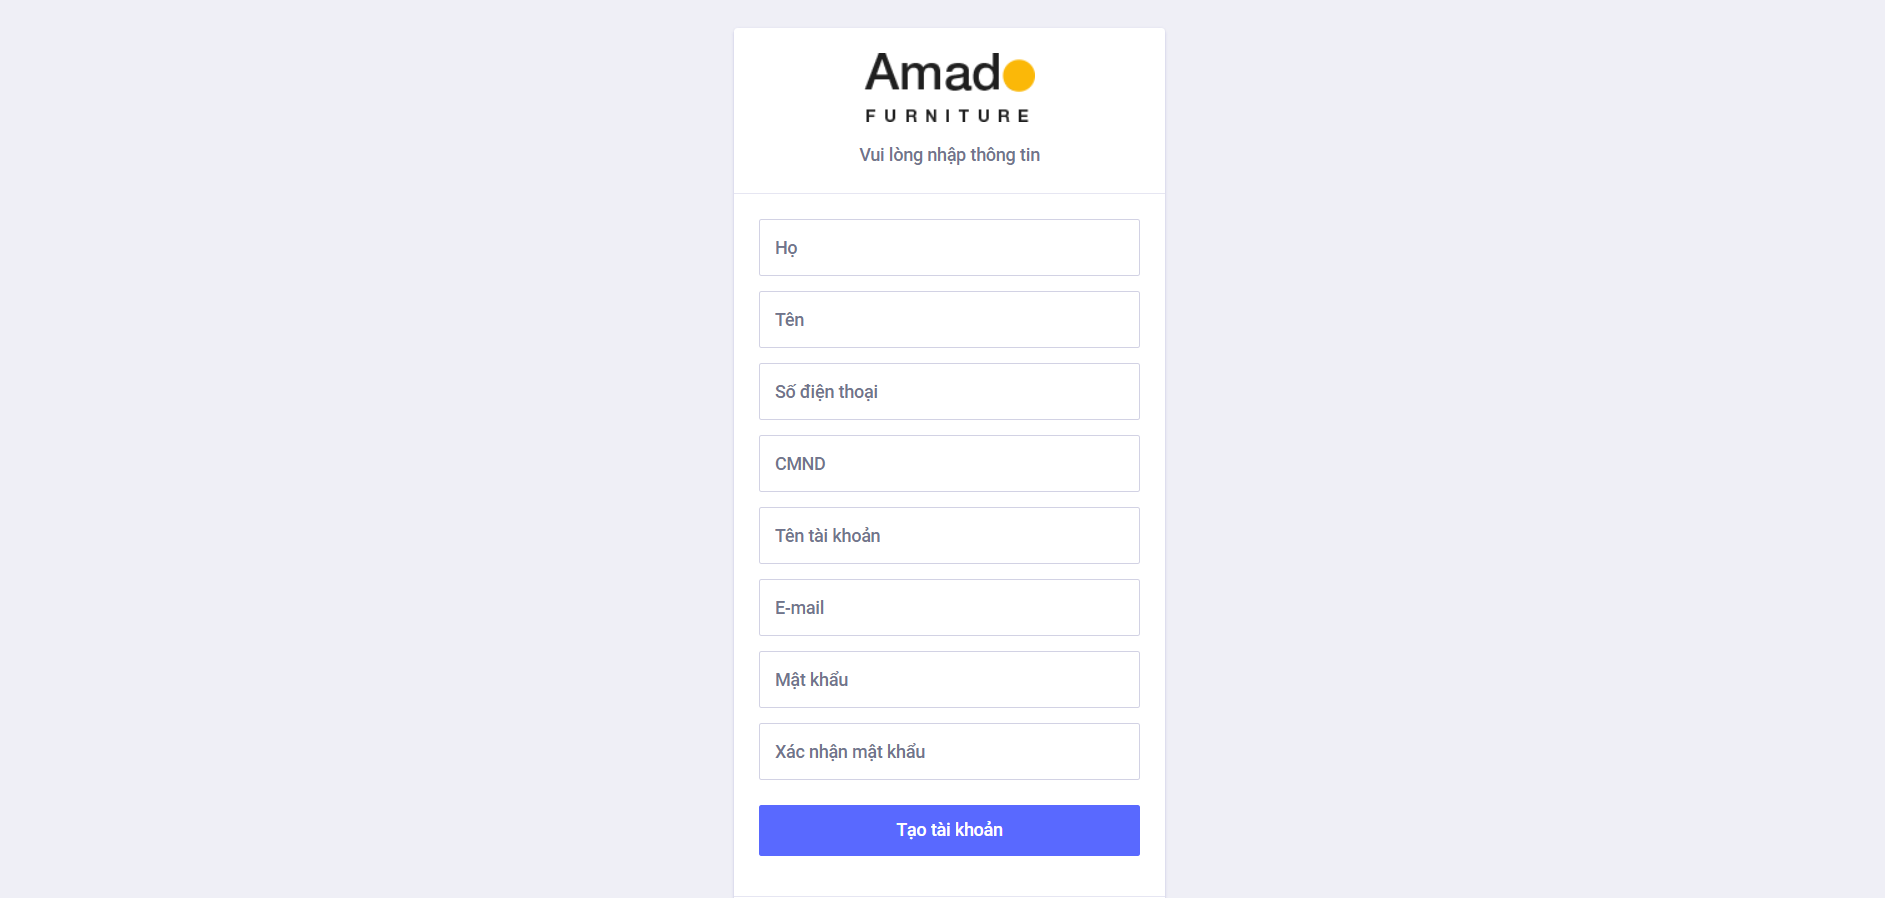 Amado
FURNITURE
Vui lòng nhập thông tin
Họ
Tên
Số điện thoại
CMND
Tên tài khoản
E-mail
Mật khẩu
Xác nhận mật khẩu
Tạo tài khoản